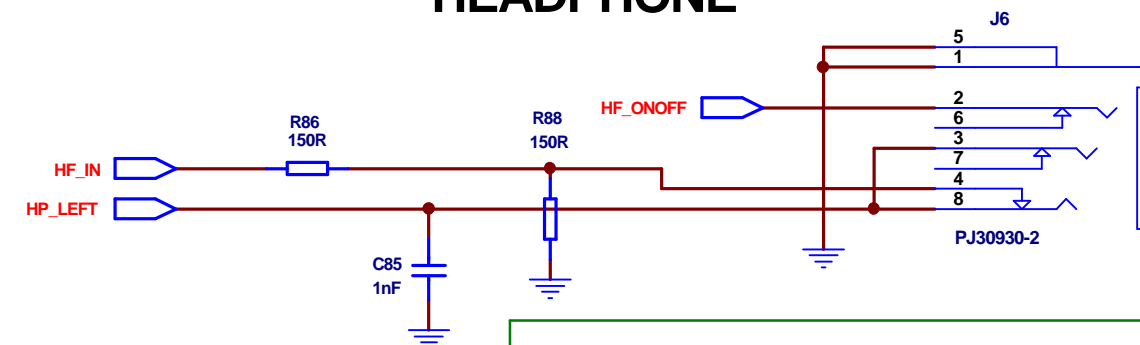 HEADPHONE
J6
5
1
HF_ONOFF
2
6
R86
150R
R88
150R
3
7
HF_IN
4
HP_LEFT
8
PJ30930-2
C85
1nF